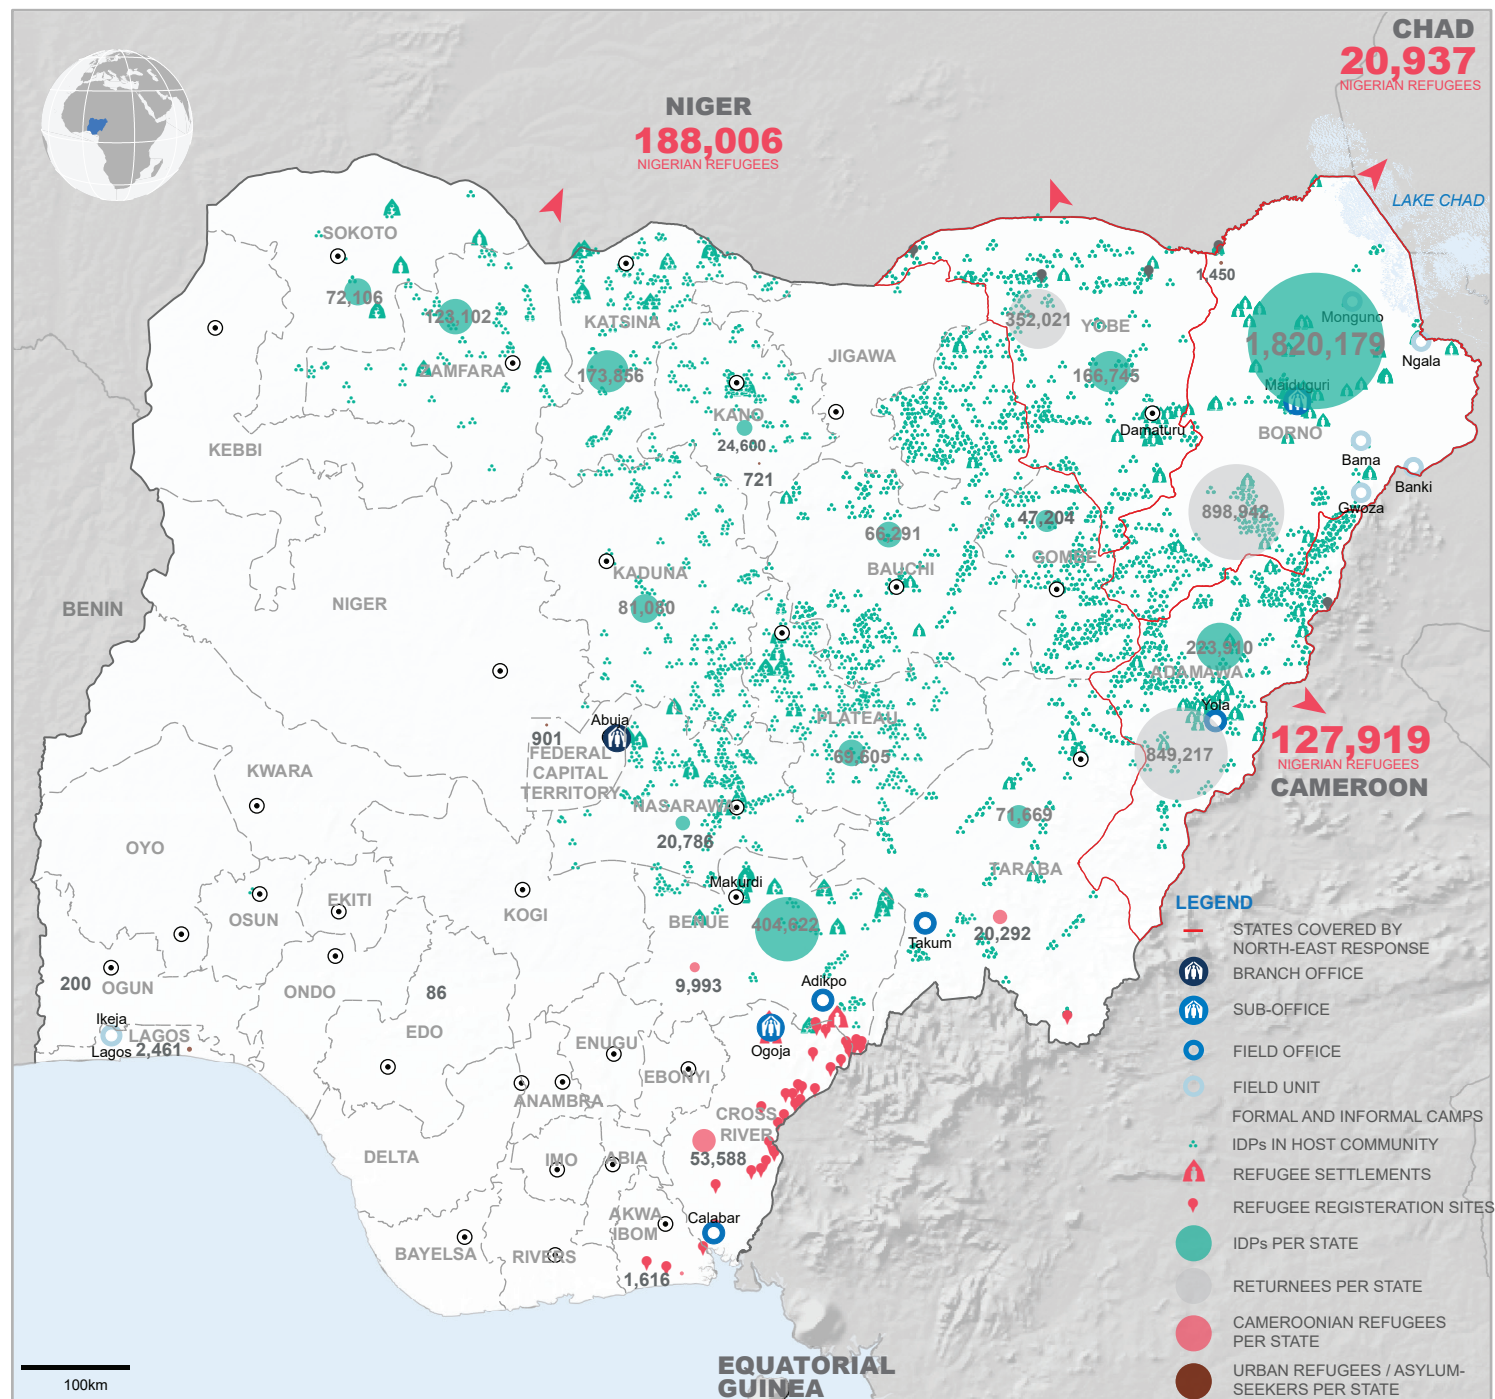 CHAD
20,937
NIGERIAN REFUGEES
NIGER
188,006
NIGERIAN REFUGEES
LAKE CHAD
SOKOTO
72,106
123,102
ZAMFARA
KATSINA
173,856
KANO
24,600
721
JIGAWA
352,021
YOBE
166,745
Damaturu
1,450
Monguno
1,820,179
Maiduguri
BORNO
Ngala
Bama
Banki
Gwoza
898,942
KEBBI
66,291
BAUCHI
47,204
GOMBE
KADUNA
81,080
NIGER
BENIN
223,910
ADAMAWA
Yola
849,217
127,919
NIGERIAN REFUGEES
CAMEROON
PLATEAU
69,605
Abuja
901
FEDERAL
CAPITAL
TERRITORY
NASARAWA
20,786
KWARA
OYO
71,669
TARABA
20,292
Takum
Makurdi
BENUE
404,622
9,993
Adikpo
Ogoja
KOGI
EKITI
OSUN
ONDO
86
EDO
200
OGUN
Ikeja
LAGOS
Lagos
2,461
ENUGU
EBONYI
ANAMBRA
CROSS
RIVER
53,588
DELTA
IMO
ABIA
AKWA
IBOM
Calabar
BAYELSA
RIVERS
1,616
EQUATORIAL
GUINEA
100km
LEGEND
STATES COVERED BY
NORTH-EAST RESPONSE
BRANCH OFFICE
SUB-OFFICE
FIELD OFFICE
FIELD UNIT
FORMAL AND INFORMAL CAMPS
IDPs IN HOST COMMUNITY
REFUGEE SETTLEMENTS
REFUGEE REGISTERATION SITES
IDPs PER STATE
RETURNEES PER STATE
CAMEROONIAN REFUGEES
PER STATE
URBAN REFUGEES / ASYLUM-
SEEKERS PER STATE